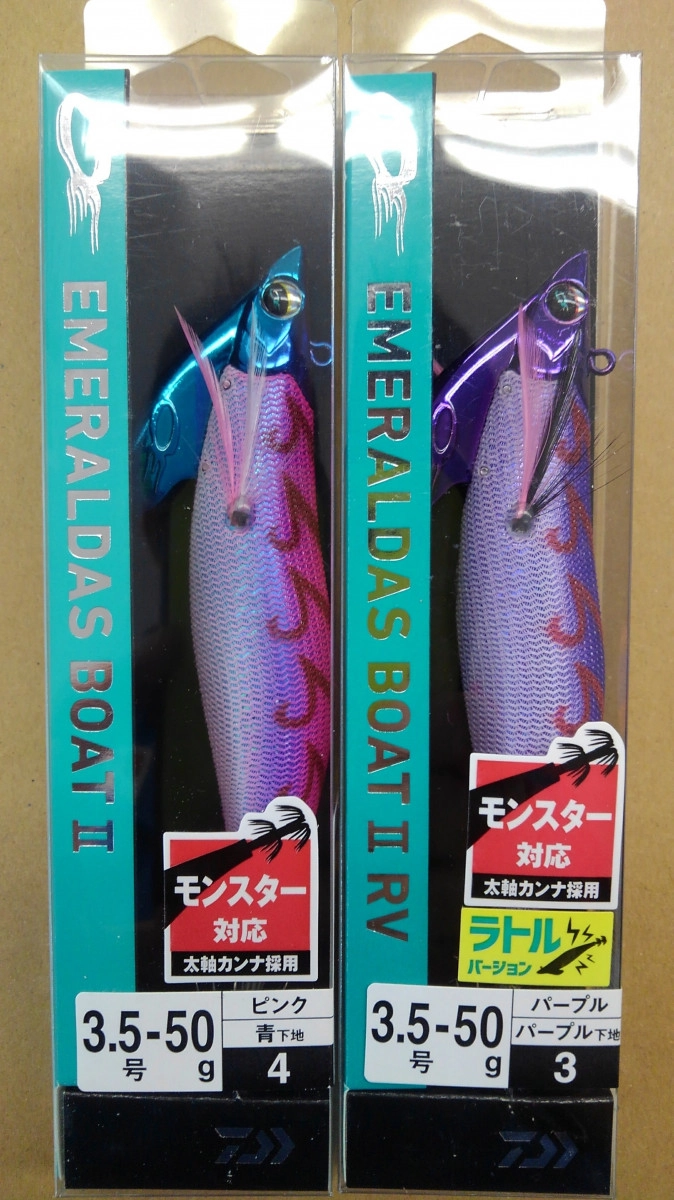 EMERALDAS BOAT II
モンスター
対応
太軸カンナ採用
3.5-50
号 g
ピンク
青下地
4
EMERALDAS BOAT II RV
モンスター
対応
太軸カンナ採用
ラトル
バージョン
3.5-50
号 g
パープル
パープル下地
3